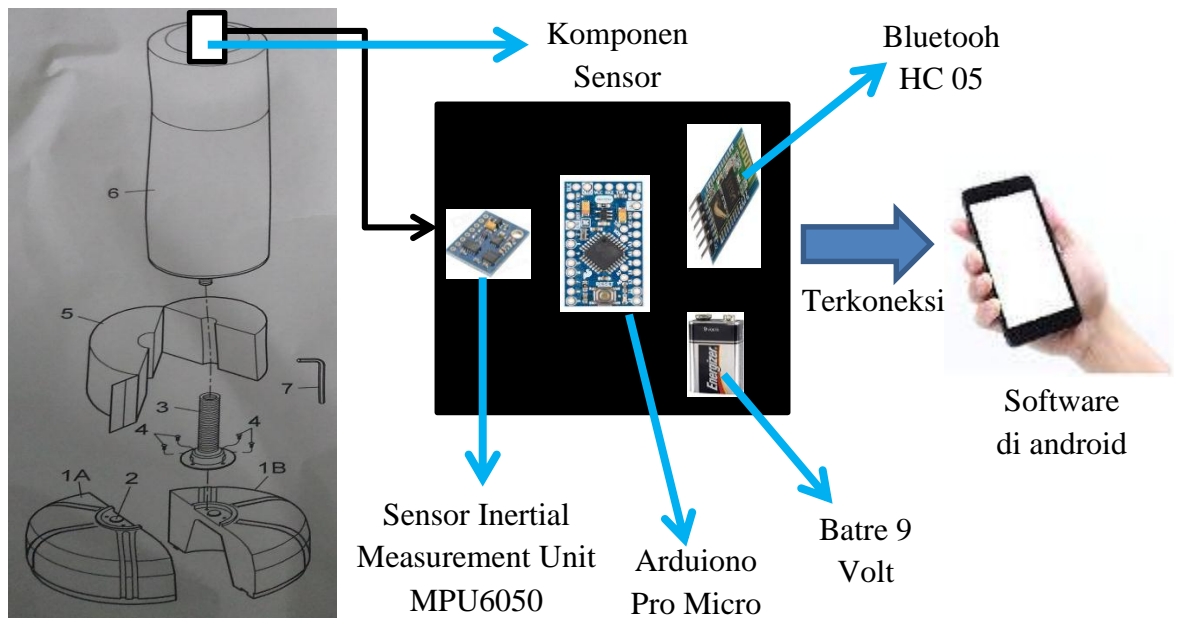 Komponen
Sensor
Bluetooh
HC 05
6
5
7
3
4
4
1A
2
1B
Energizer
Terkoneksi
Software
di android
Sensor Inertial
Measurement Unit
MPU6050
Arduiono
Pro Micro
Batre 9
Volt